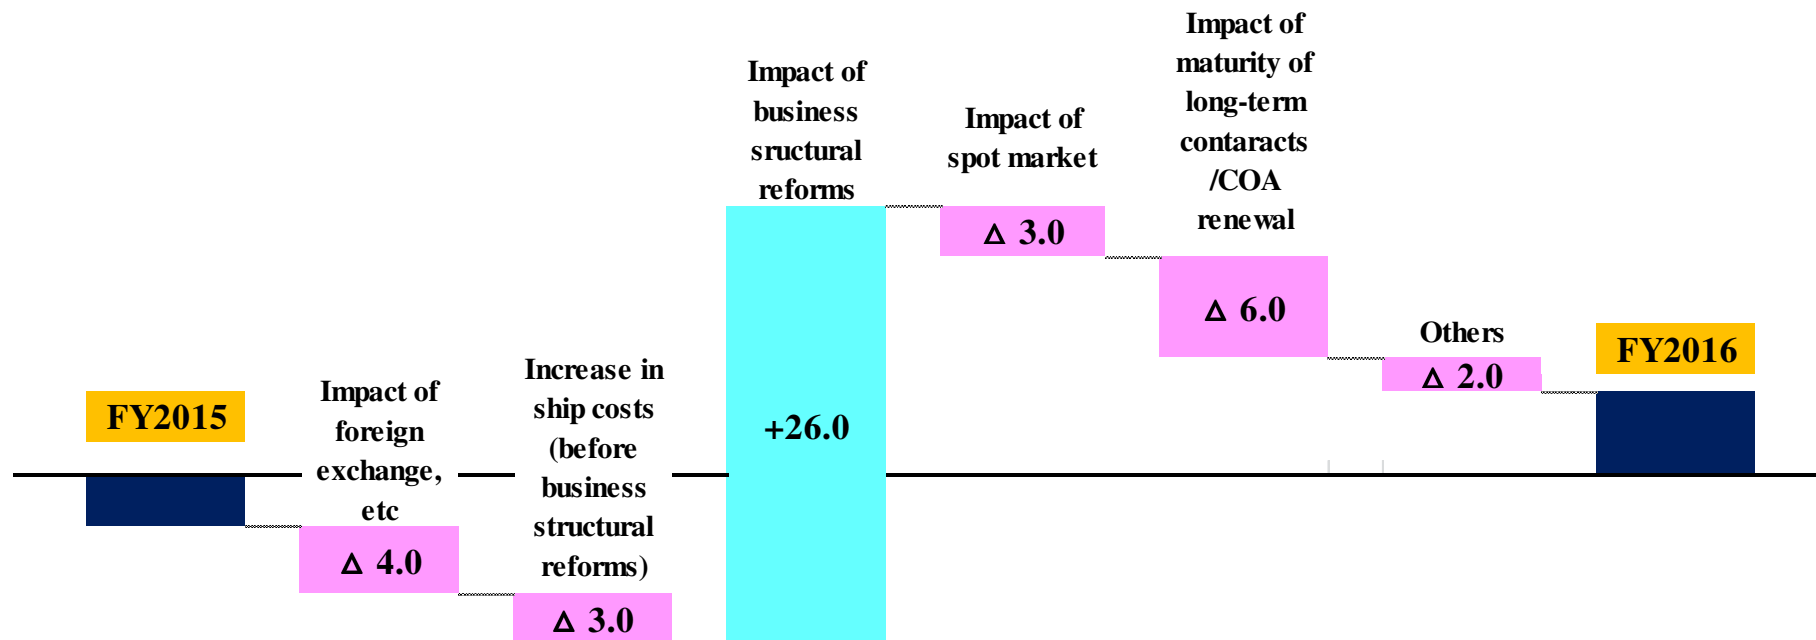 FY2015
Impact of
foreign
exchange,
etc
Δ 4.0
Increase in
ship costs
(before
business
structural
reforms)
Δ 3.0
Impact of
business
sructural
reforms
+26.0
Impact of
spot market
Δ 3.0
Impact of
maturity of
long-term
contaracts
/COA
renewal
Δ 6.0
Others
Δ 2.0
FY2016